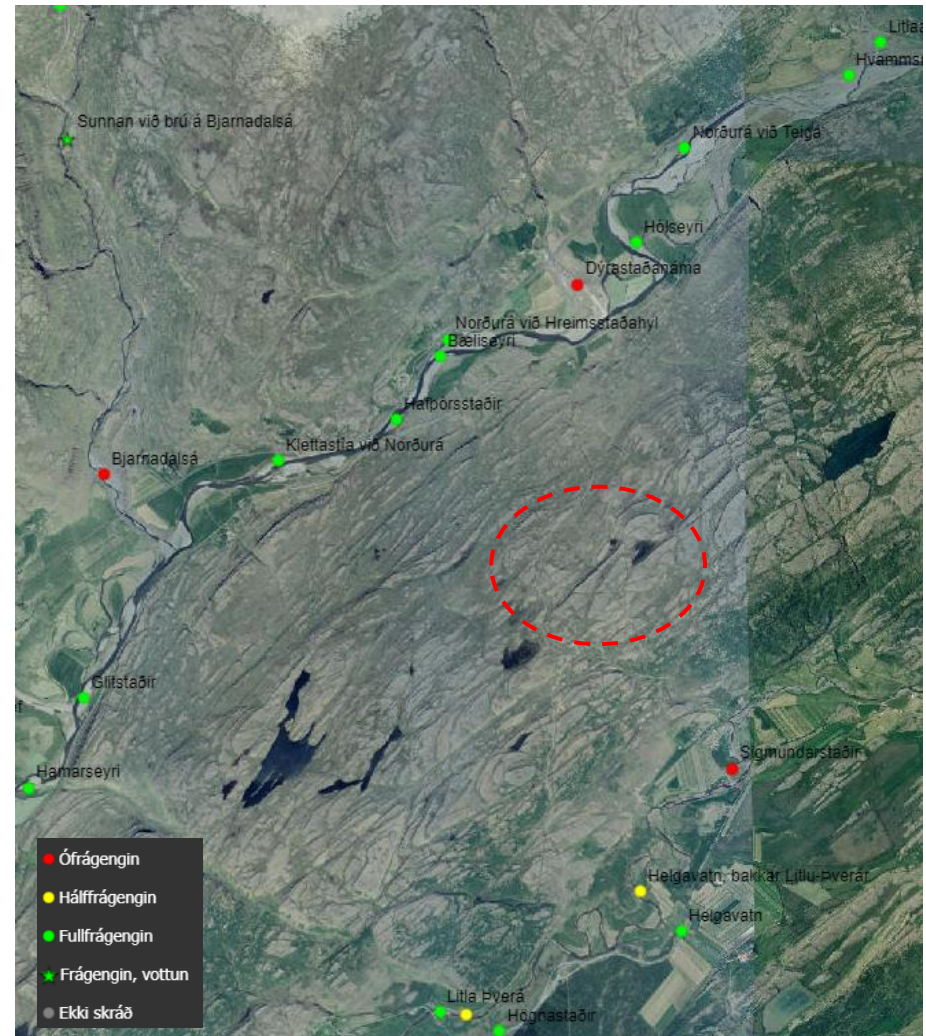 Litlaá
Hvammsá
Sunnan við brú á Bjarnadalsá
Norðurá við Teigá
Hólseyri
Dýrastaðanáma
Norðurá við Hreimsstaðahyl
Bæliseyri
Hafþórsstaðir
Klettastía við Norðurá
Bjarnadalsá
Glitstaðir
Sigmundarstaðir
Hamarseyri
Ófrágengin
Hálffrágengin
Fullfrágengin
Frágengin, vottun
Ekki skráð
Helgavatn, bakkar Litlu-Þverár
Helgavatn
Litla Þverá
Högnastaðir